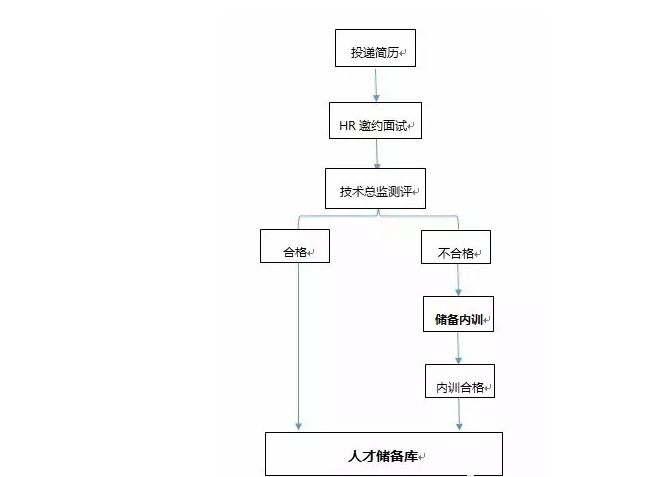 投递简历
HR 邀约面试
技术总监测评
合格
不合格
储备内训
内训合格
人才储备库